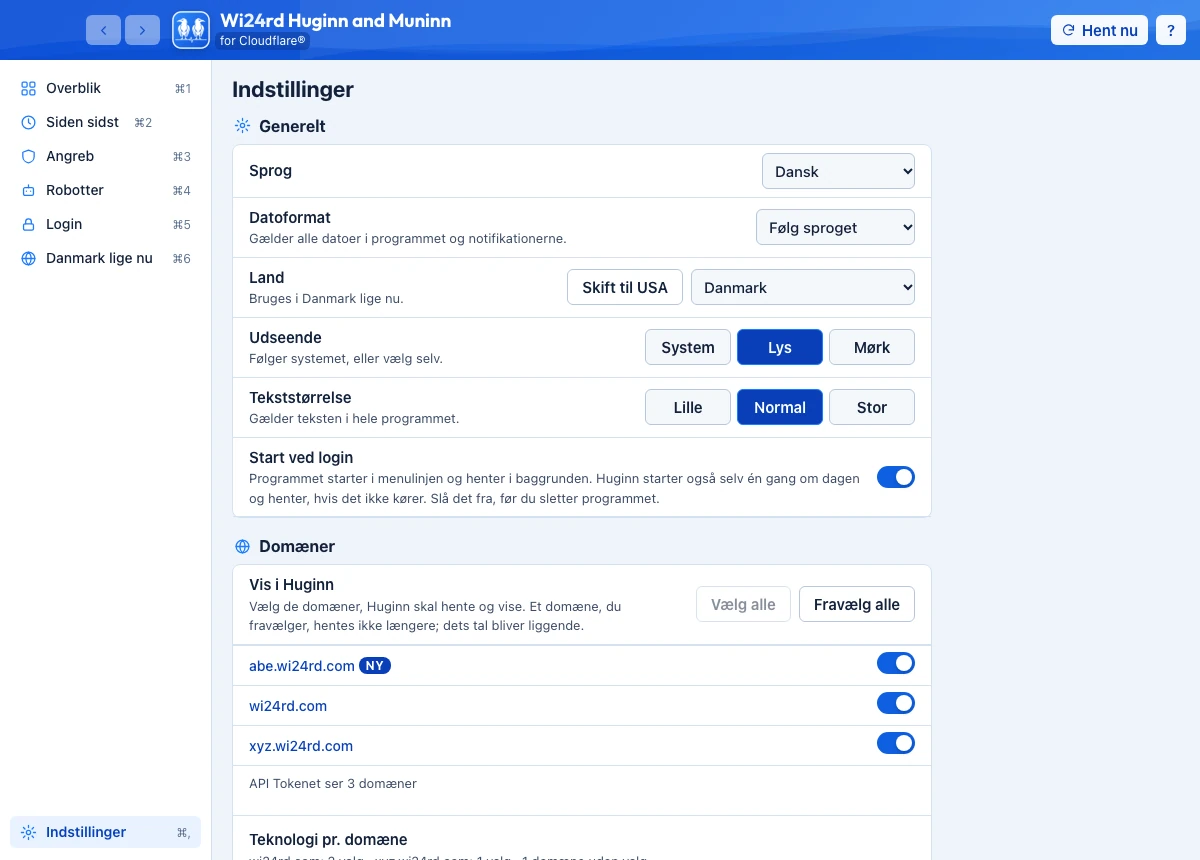 Wi24rd Huginn and Muninn
for Cloudflare®
Hent nu
?
Overblik ⌘1
Siden sidst ⌘2
Angreb ⌘3
Robotter ⌘4
Login ⌘5
Danmark lige nu ⌘6
Indstillinger ⌘,
Indstillinger
Generelt
Sprog
Dansk
Datoformat
Gælder alle datoer i programmet og notifikationerne.
Følg sproget
Land
Bruges i Danmark lige nu.
Skift til USA
Danmark
Udseende
Følger systemet, eller vælg selv.
System
Lys
Mørk
Tekststørrelse
Gælder teksten i hele programmet.
Lille
Normal
Stor
Start ved login
Programmet starter i menulinjen og henter i baggrunden. Huginn starter også selv én gang om dagen
og henter, hvis det ikke kører. Slå det fra, før du sletter programmet.
Domæner
Vis i Huginn
Vælg de domæner, Huginn skal hente og vise. Et domæne, du
fravælger, hentes ikke længere; dets tal bliver liggende.
Vælg alle
Fravælg alle
abe.wi24rd.com NY
wi24rd.com
xyz.wi24rd.com
API Tokenet ser 3 domæner
Teknologi pr. domæne